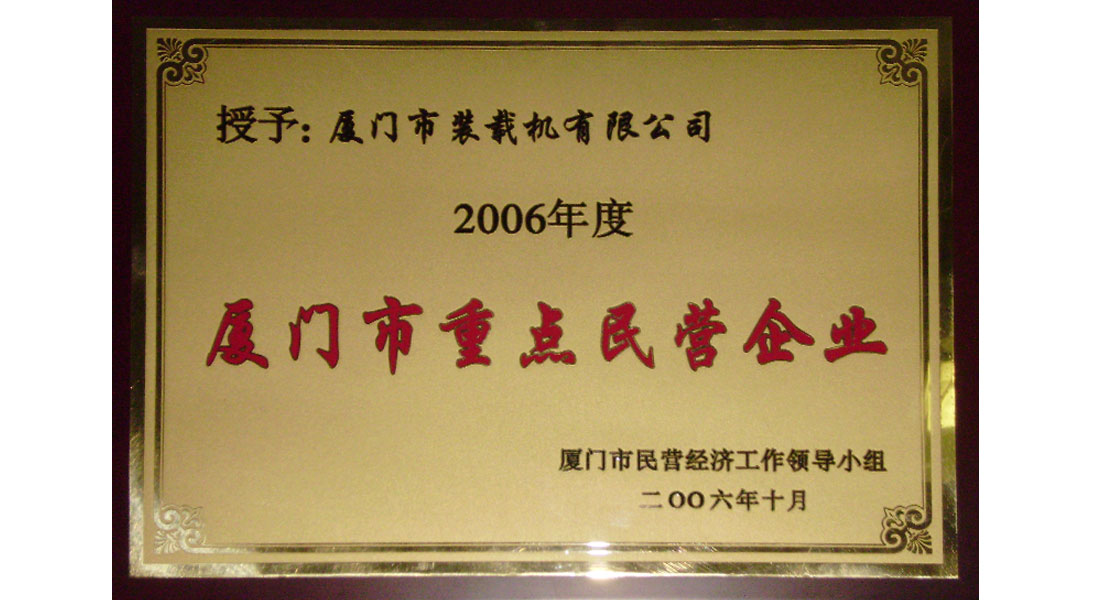 授予：厦门市装载机有限公司
2006年度
厦门市重点民营企业
厦门市民营经济工作领导小组
二OO六年十月